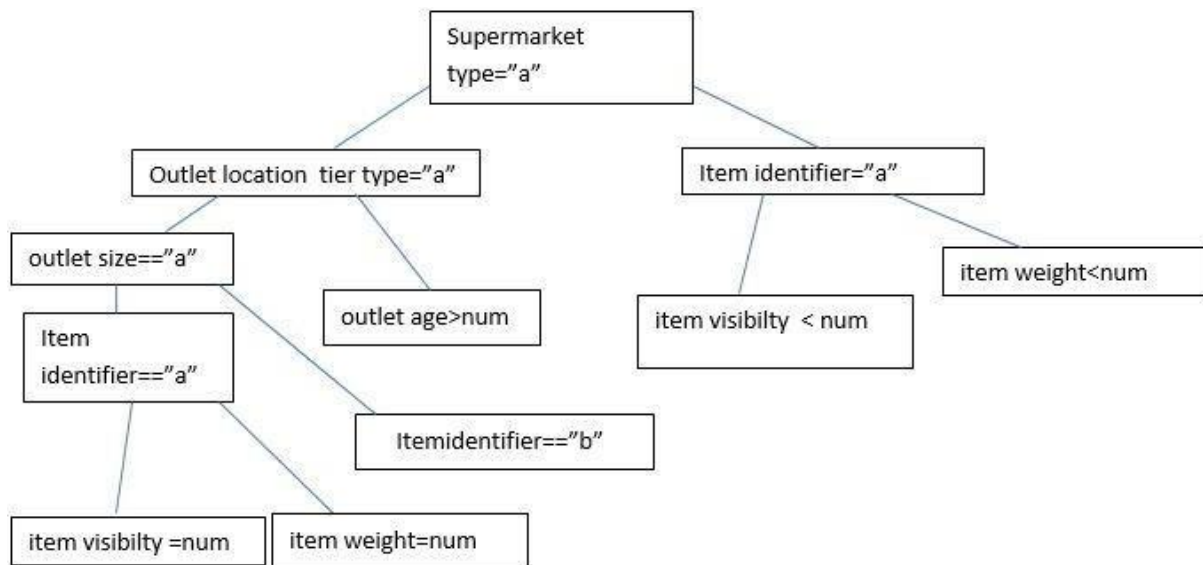 Supermarket
type=”a”
Outlet location  tier type=”a”
Item identifier=”a”
outlet size==”a”
item weight<num
outlet age>num
item visibilty  < num
Item
identifier==”a”
Itemidentifier==”b”
item visibilty =num
item weight=num